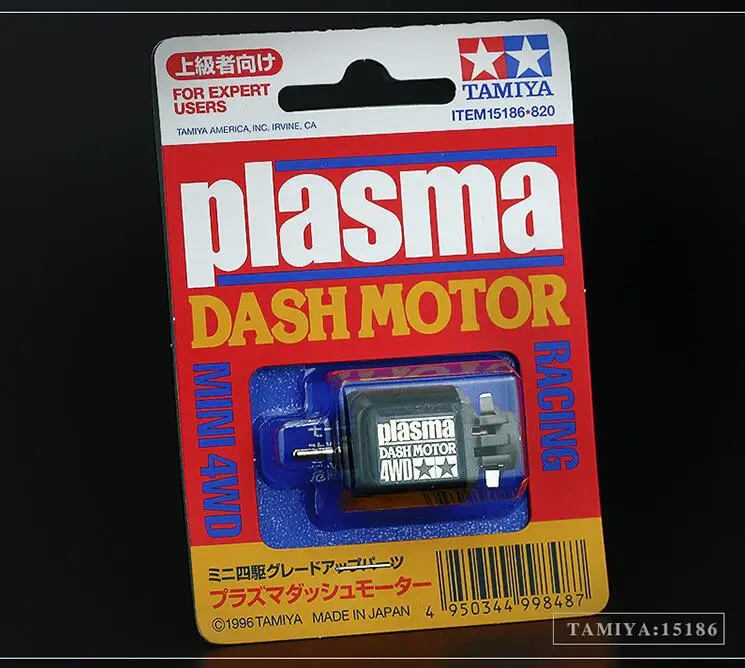 上級者向け
FOR EXPERT
USERS
TAMIYA
TAMIYA AMERICA, INC. IRVINE, CA
ITEM15186*820
plasma
DASH MOTOR
MINI 4WD
RACING
plasma
DASH MOTOR
4WD★★
ミニ四駆グレードアップパーツ
プラズマダッシュモーター
©1996 TAMIYA MADE IN JAPAN
4 950344 998487
TAMIYA:15186